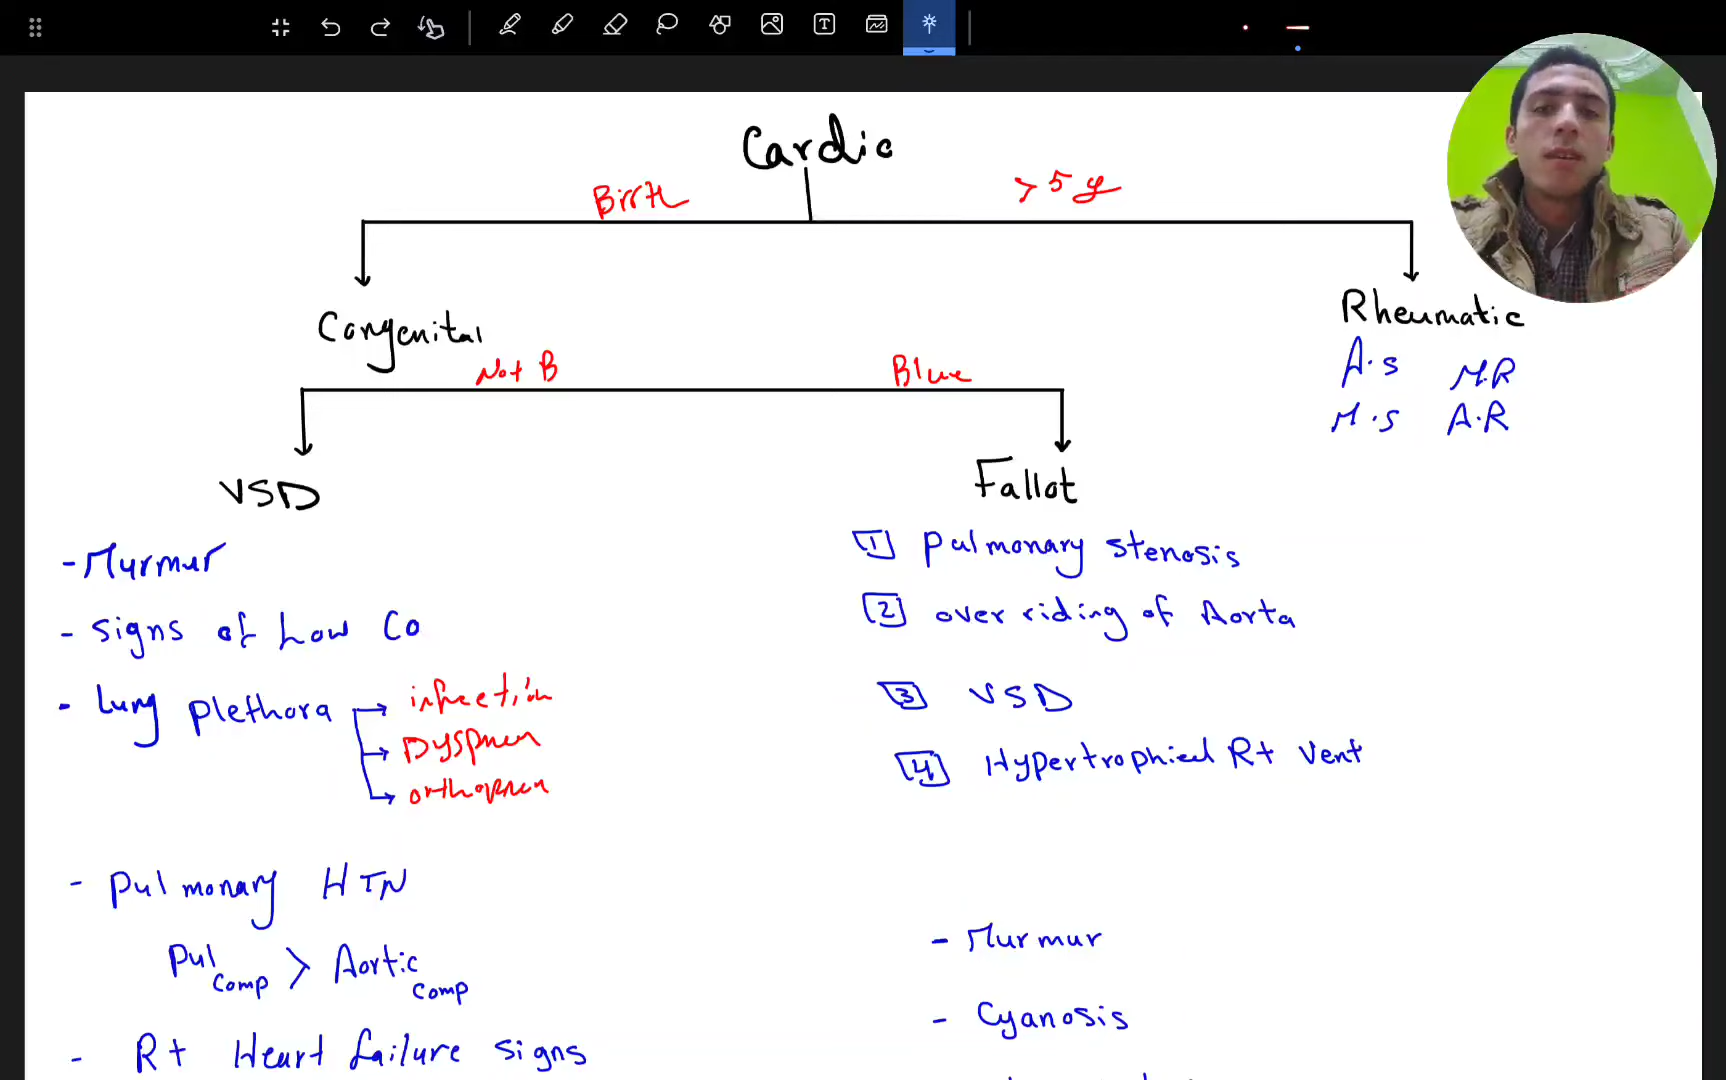 Cardic
Birth
> 5 y
Congenital
Rheumatic
A.s M.R
M.s A.R
Not B
Blue
VSD
Fallot
- Murmur
- signs of Low Co
- Lung plethora
infection
Dyspnea
orthopnea
1 pulmonary stenosis
2 over riding of Aorta
3 VSD
4 Hypertrophied Rt Vent
- pulmonary HTN
Pul comp > Aortic comp
- Rt Heart failure signs
- Murmur
- Cyanosis